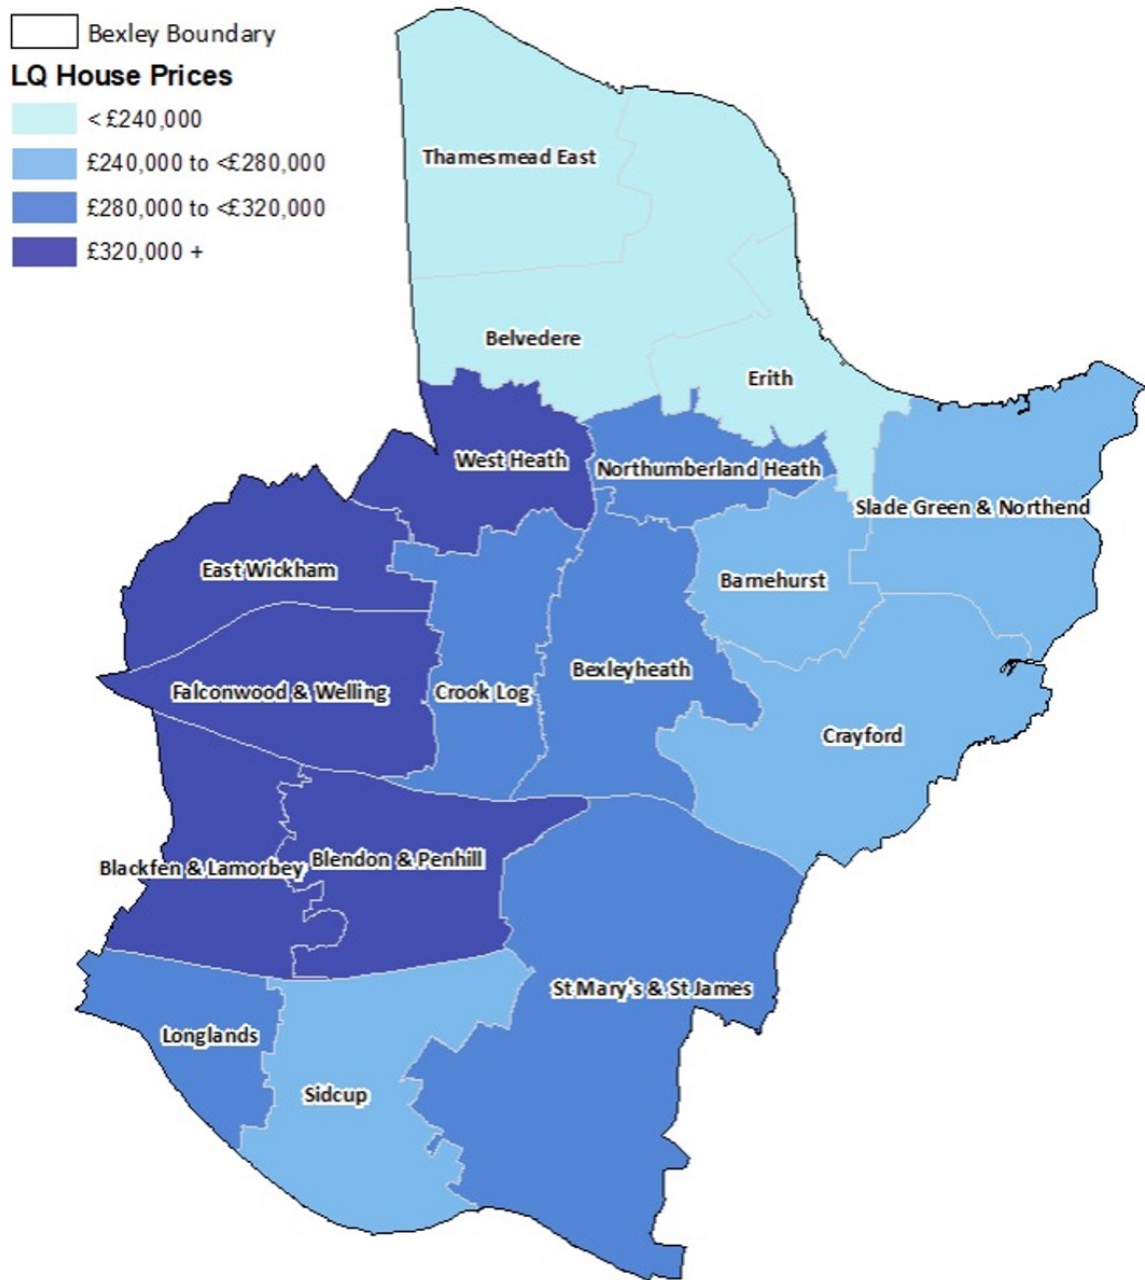 Bexley Boundary
LQ House Prices
< £240,000
£240,000 to <£280,000
£280,000 to <£320,000
£320,000 +
Thamesmead East
Belvedere
Erith
West Heath
Northumberland Heath
Slade Green & Northend
East Wickham
Barnehurst
Bexleyheath
Falconwood & Welling
Crook Log
Crayford
Blackfen & Lamorbey
Blendon & Penhill
St Mary's & St James
Longlands
Sidcup